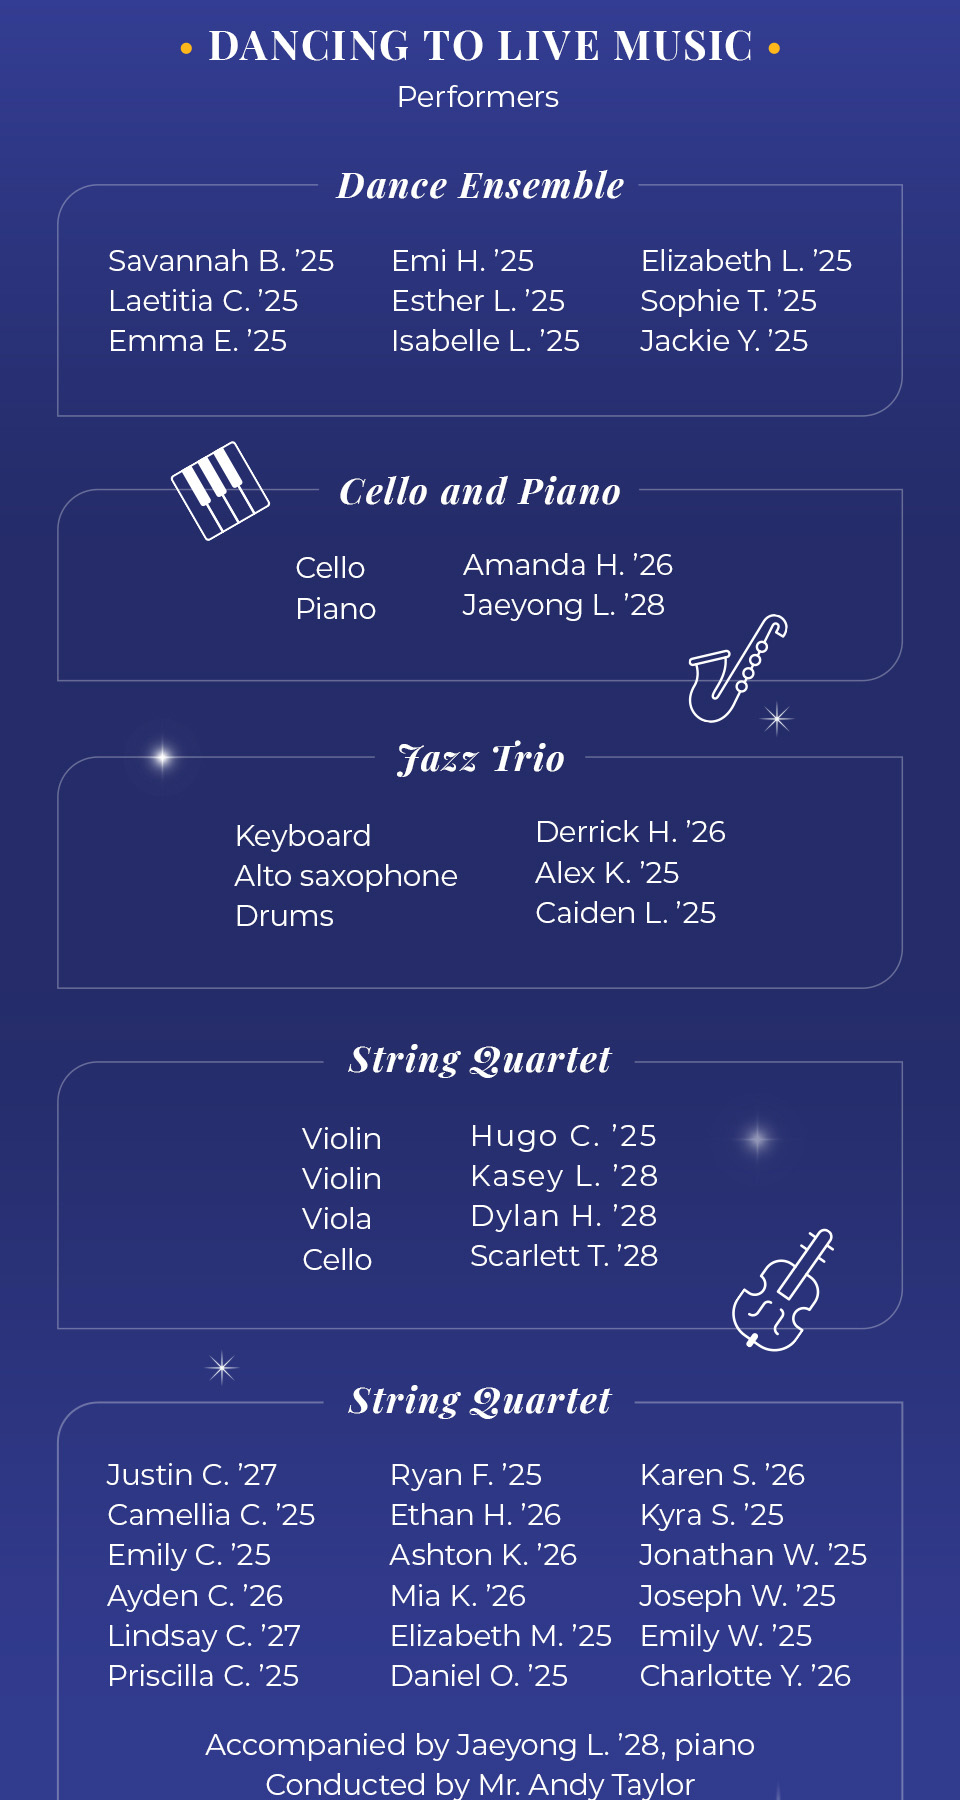 • DANCING TO LIVE MUSIC •
Performers
Dance Ensemble
Savannah B. ’25
Laetitia C. ’25
Emma E. ’25
Emi H. ’25
Esther L. ’25
Isabelle L. ’25
Elizabeth L. ’25
Sophie T. ’25
Jackie Y. ’25
Cello and Piano
Cello Amanda H. ’26
Piano Jaeyong L. ’28
Jazz Trio
Keyboard Derrick H. ’26
Alto saxophone Alex K. ’25
Drums Caiden L. ’25
String Quartet
Violin Hugo C. ’25
Violin Kasey L. ’28
Viola Dylan H. ’28
Cello Scarlett T. ’28
String Quartet
Justin C. ’27
Camellia C. ’25
Emily C. ’25
Ayden C. ’26
Lindsay C. ’27
Priscilla C. ’25
Ryan F. ’25
Ethan H. ’26
Ashton K. ’26
Mia K. ’26
Elizabeth M. ’25
Daniel O. ’25
Karen S. ’26
Kyra S. ’25
Jonathan W. ’25
Joseph W. ’25
Emily W. ’25
Charlotte Y. ’26
Accompanied by Jaeyong L. ’28, piano
Conducted by Mr. Andy Taylor